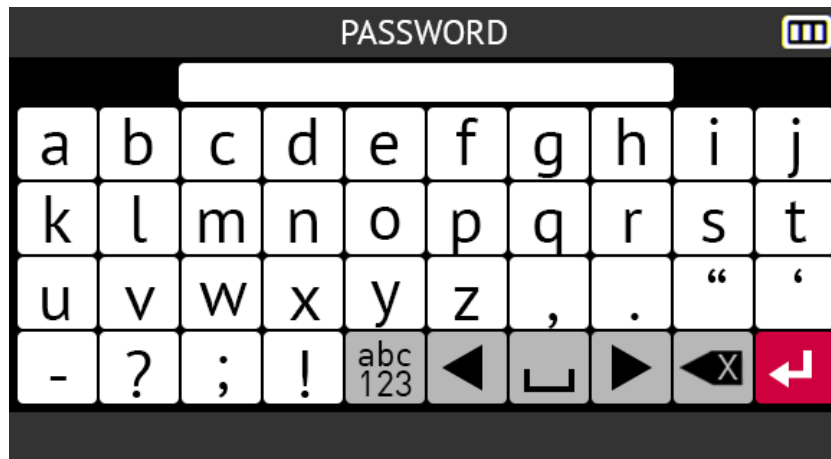 PASSWORD
a b c d e f g h i j
k l m n o p q r s t
u v w x y z , . “ ‘
- ? ; ! abc 123 X